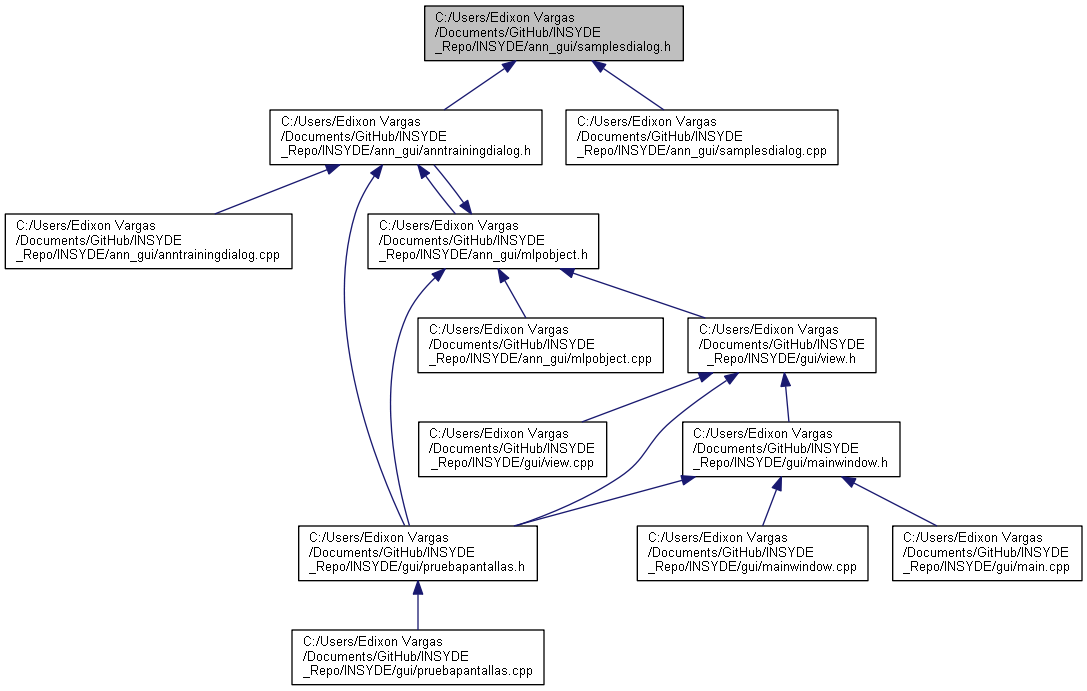 C:/Users/Edixon Vargas
/Documents/GitHub/INSYDE
_Repo/INSYDE/ann_gui/samplesdialog.h
C:/Users/Edixon Vargas
/Documents/GitHub/INSYDE
_Repo/INSYDE/ann_gui/anntrainingdialog.h
C:/Users/Edixon Vargas
/Documents/GitHub/INSYDE
_Repo/INSYDE/ann_gui/samplesdialog.cpp
C:/Users/Edixon Vargas
/Documents/GitHub/INSYDE
_Repo/INSYDE/ann_gui/anntrainingdialog.cpp
C:/Users/Edixon Vargas
/Documents/GitHub/INSYDE
_Repo/INSYDE/ann_gui/mlpobject.h
C:/Users/Edixon Vargas
/Documents/GitHub/INSYDE
_Repo/INSYDE/ann_gui/mlpobject.cpp
C:/Users/Edixon Vargas
/Documents/GitHub/INSYDE
_Repo/INSYDE/gui/view.h
C:/Users/Edixon Vargas
/Documents/GitHub/INSYDE
_Repo/INSYDE/gui/view.cpp
C:/Users/Edixon Vargas
/Documents/GitHub/INSYDE
_Repo/INSYDE/gui/mainwindow.h
C:/Users/Edixon Vargas
/Documents/GitHub/INSYDE
_Repo/INSYDE/gui/pruebapantallas.h
C:/Users/Edixon Vargas
/Documents/GitHub/INSYDE
_Repo/INSYDE/gui/mainwindow.cpp
C:/Users/Edixon Vargas
/Documents/GitHub/INSYDE
_Repo/INSYDE/gui/main.cpp
C:/Users/Edixon Vargas
/Documents/GitHub/INSYDE
_Repo/INSYDE/gui/pruebapantallas.cpp